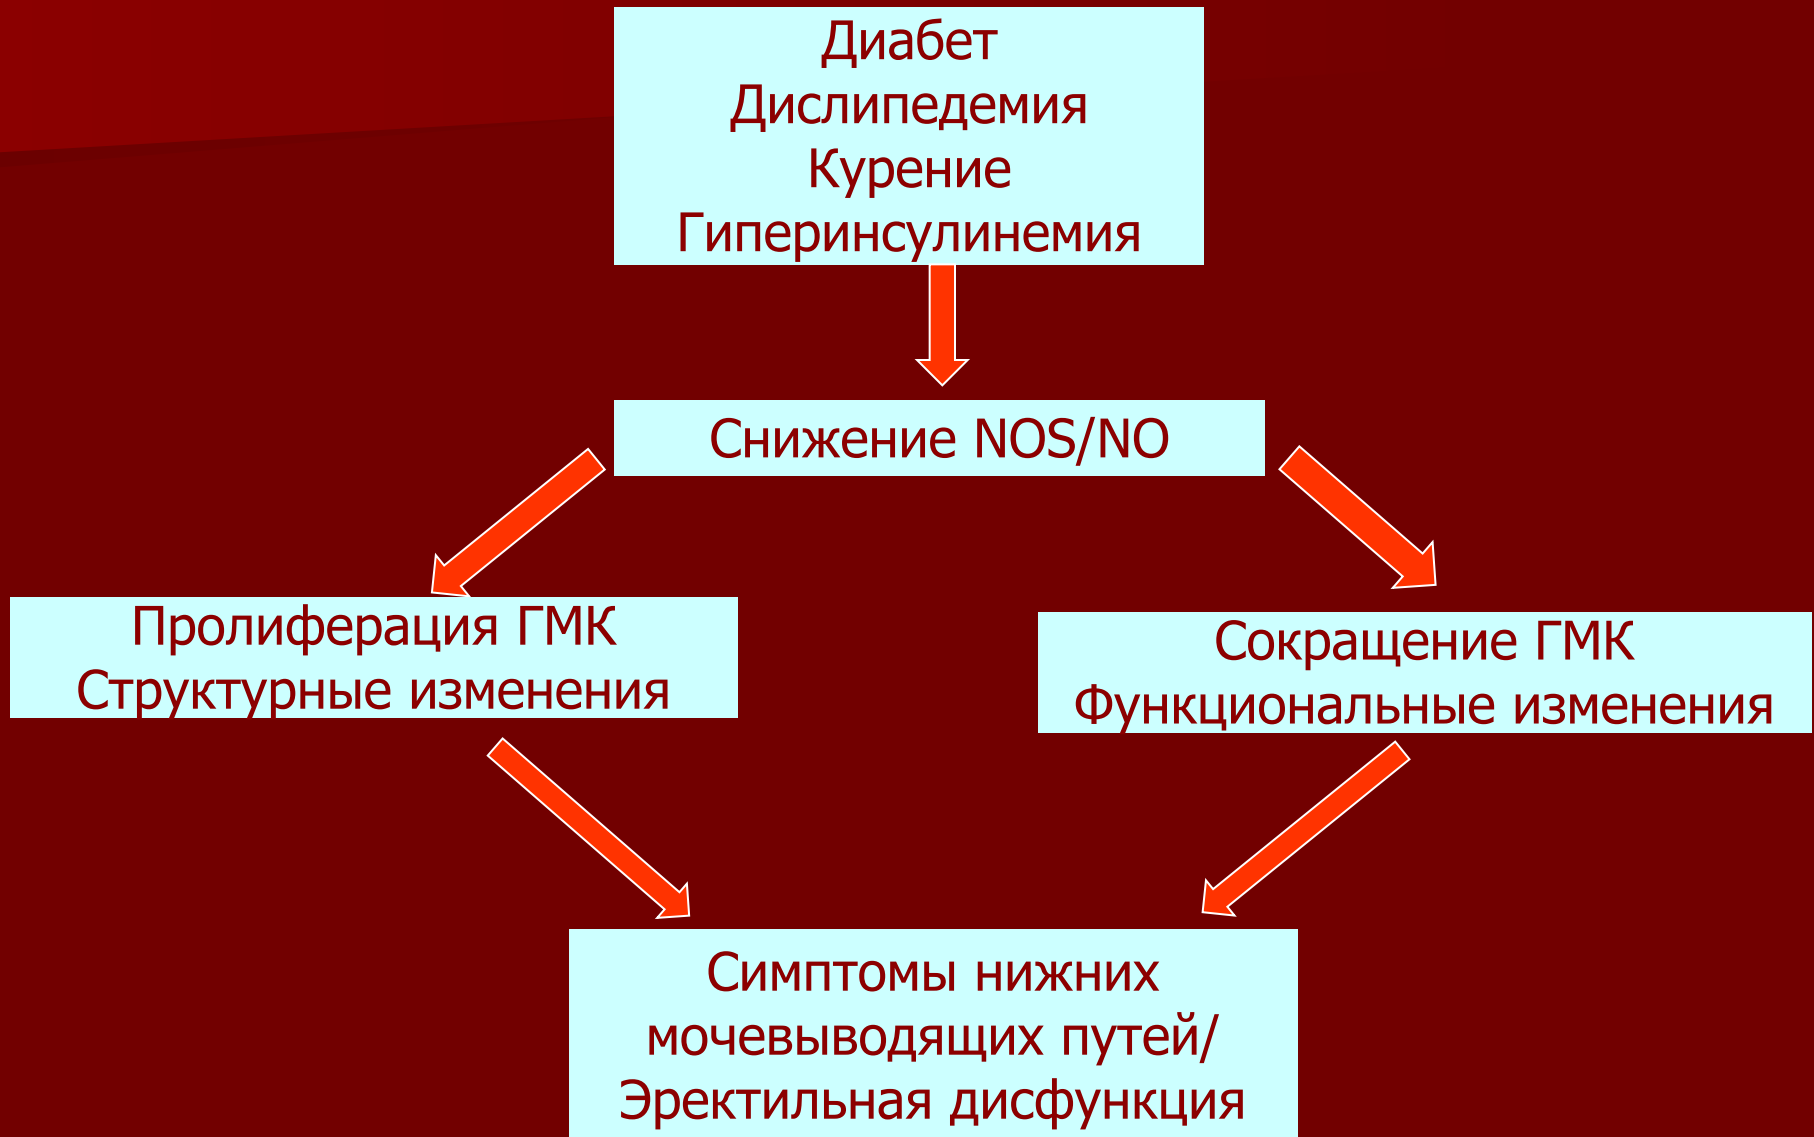 Диабет
Дислипедемия
Курение
Гиперинсулинемия
Снижение NOS/NO
Пролиферация ГМК
Структурные изменения
Сокращение ГМК
Функциональные изменения
Симптомы нижних
мочевыводящих путей/
Эректильная дисфункция